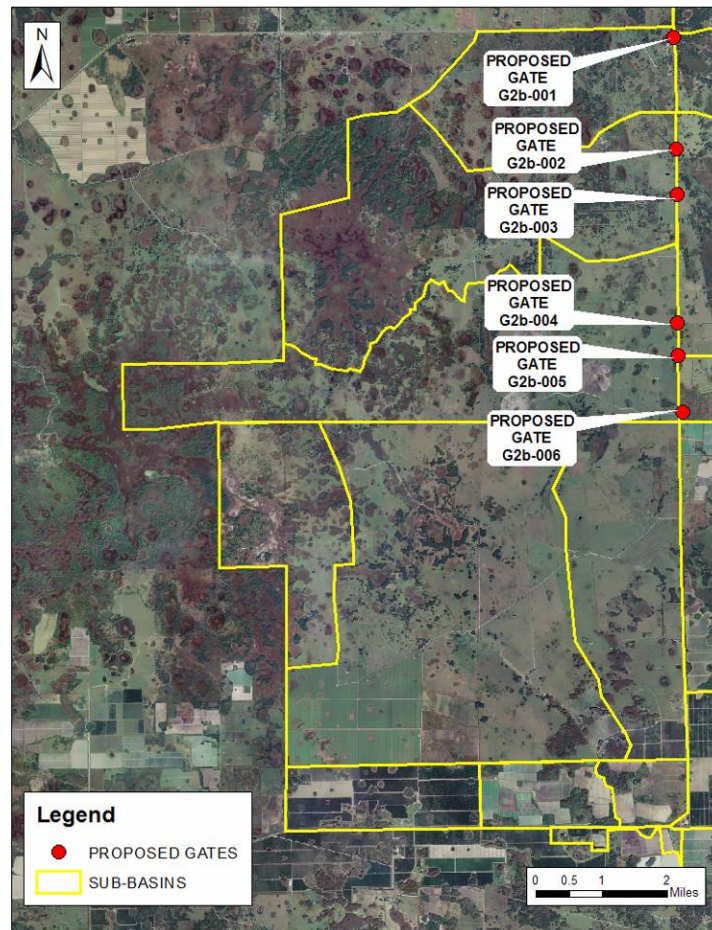 N
PROPOSED
GATE
G2b-001
PROPOSED
GATE
G2b-002
PROPOSED
GATE
G2b-003
PROPOSED
GATE
G2b-004
PROPOSED
GATE
G2b-005
PROPOSED
GATE
G2b-006
Legend
PROPOSED GATES
SUB-BASINS
0 0.5 1 2
Miles